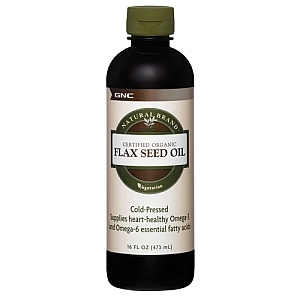 GNC
NATURAL BRAND
CERTIFIED ORGANIC
FLAX SEED OIL
Vegetarian
Cold-Pressed
Supplies heart-healthy Omega-3
and Omega-6 essential fatty acids
16 FL OZ (473 mL)